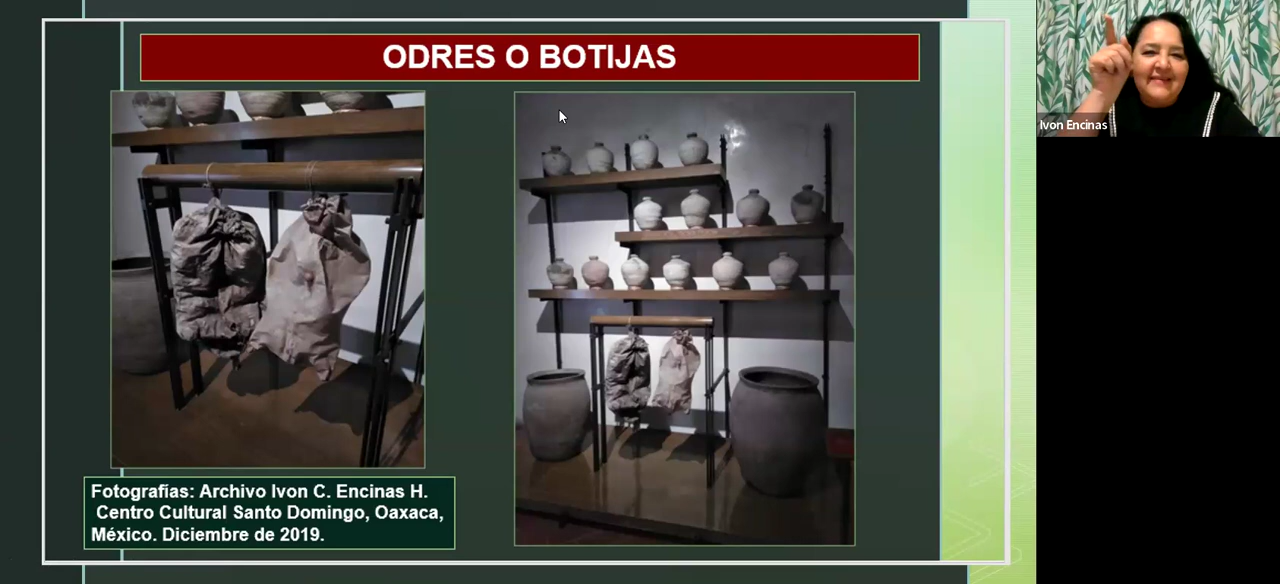 ODRES O BOTIJAS
Ivon Encinas
Fotografías: Archivo Ivon C. Encinas H.
Centro Cultural Santo Domingo, Oaxaca,
México. Diciembre de 2019.